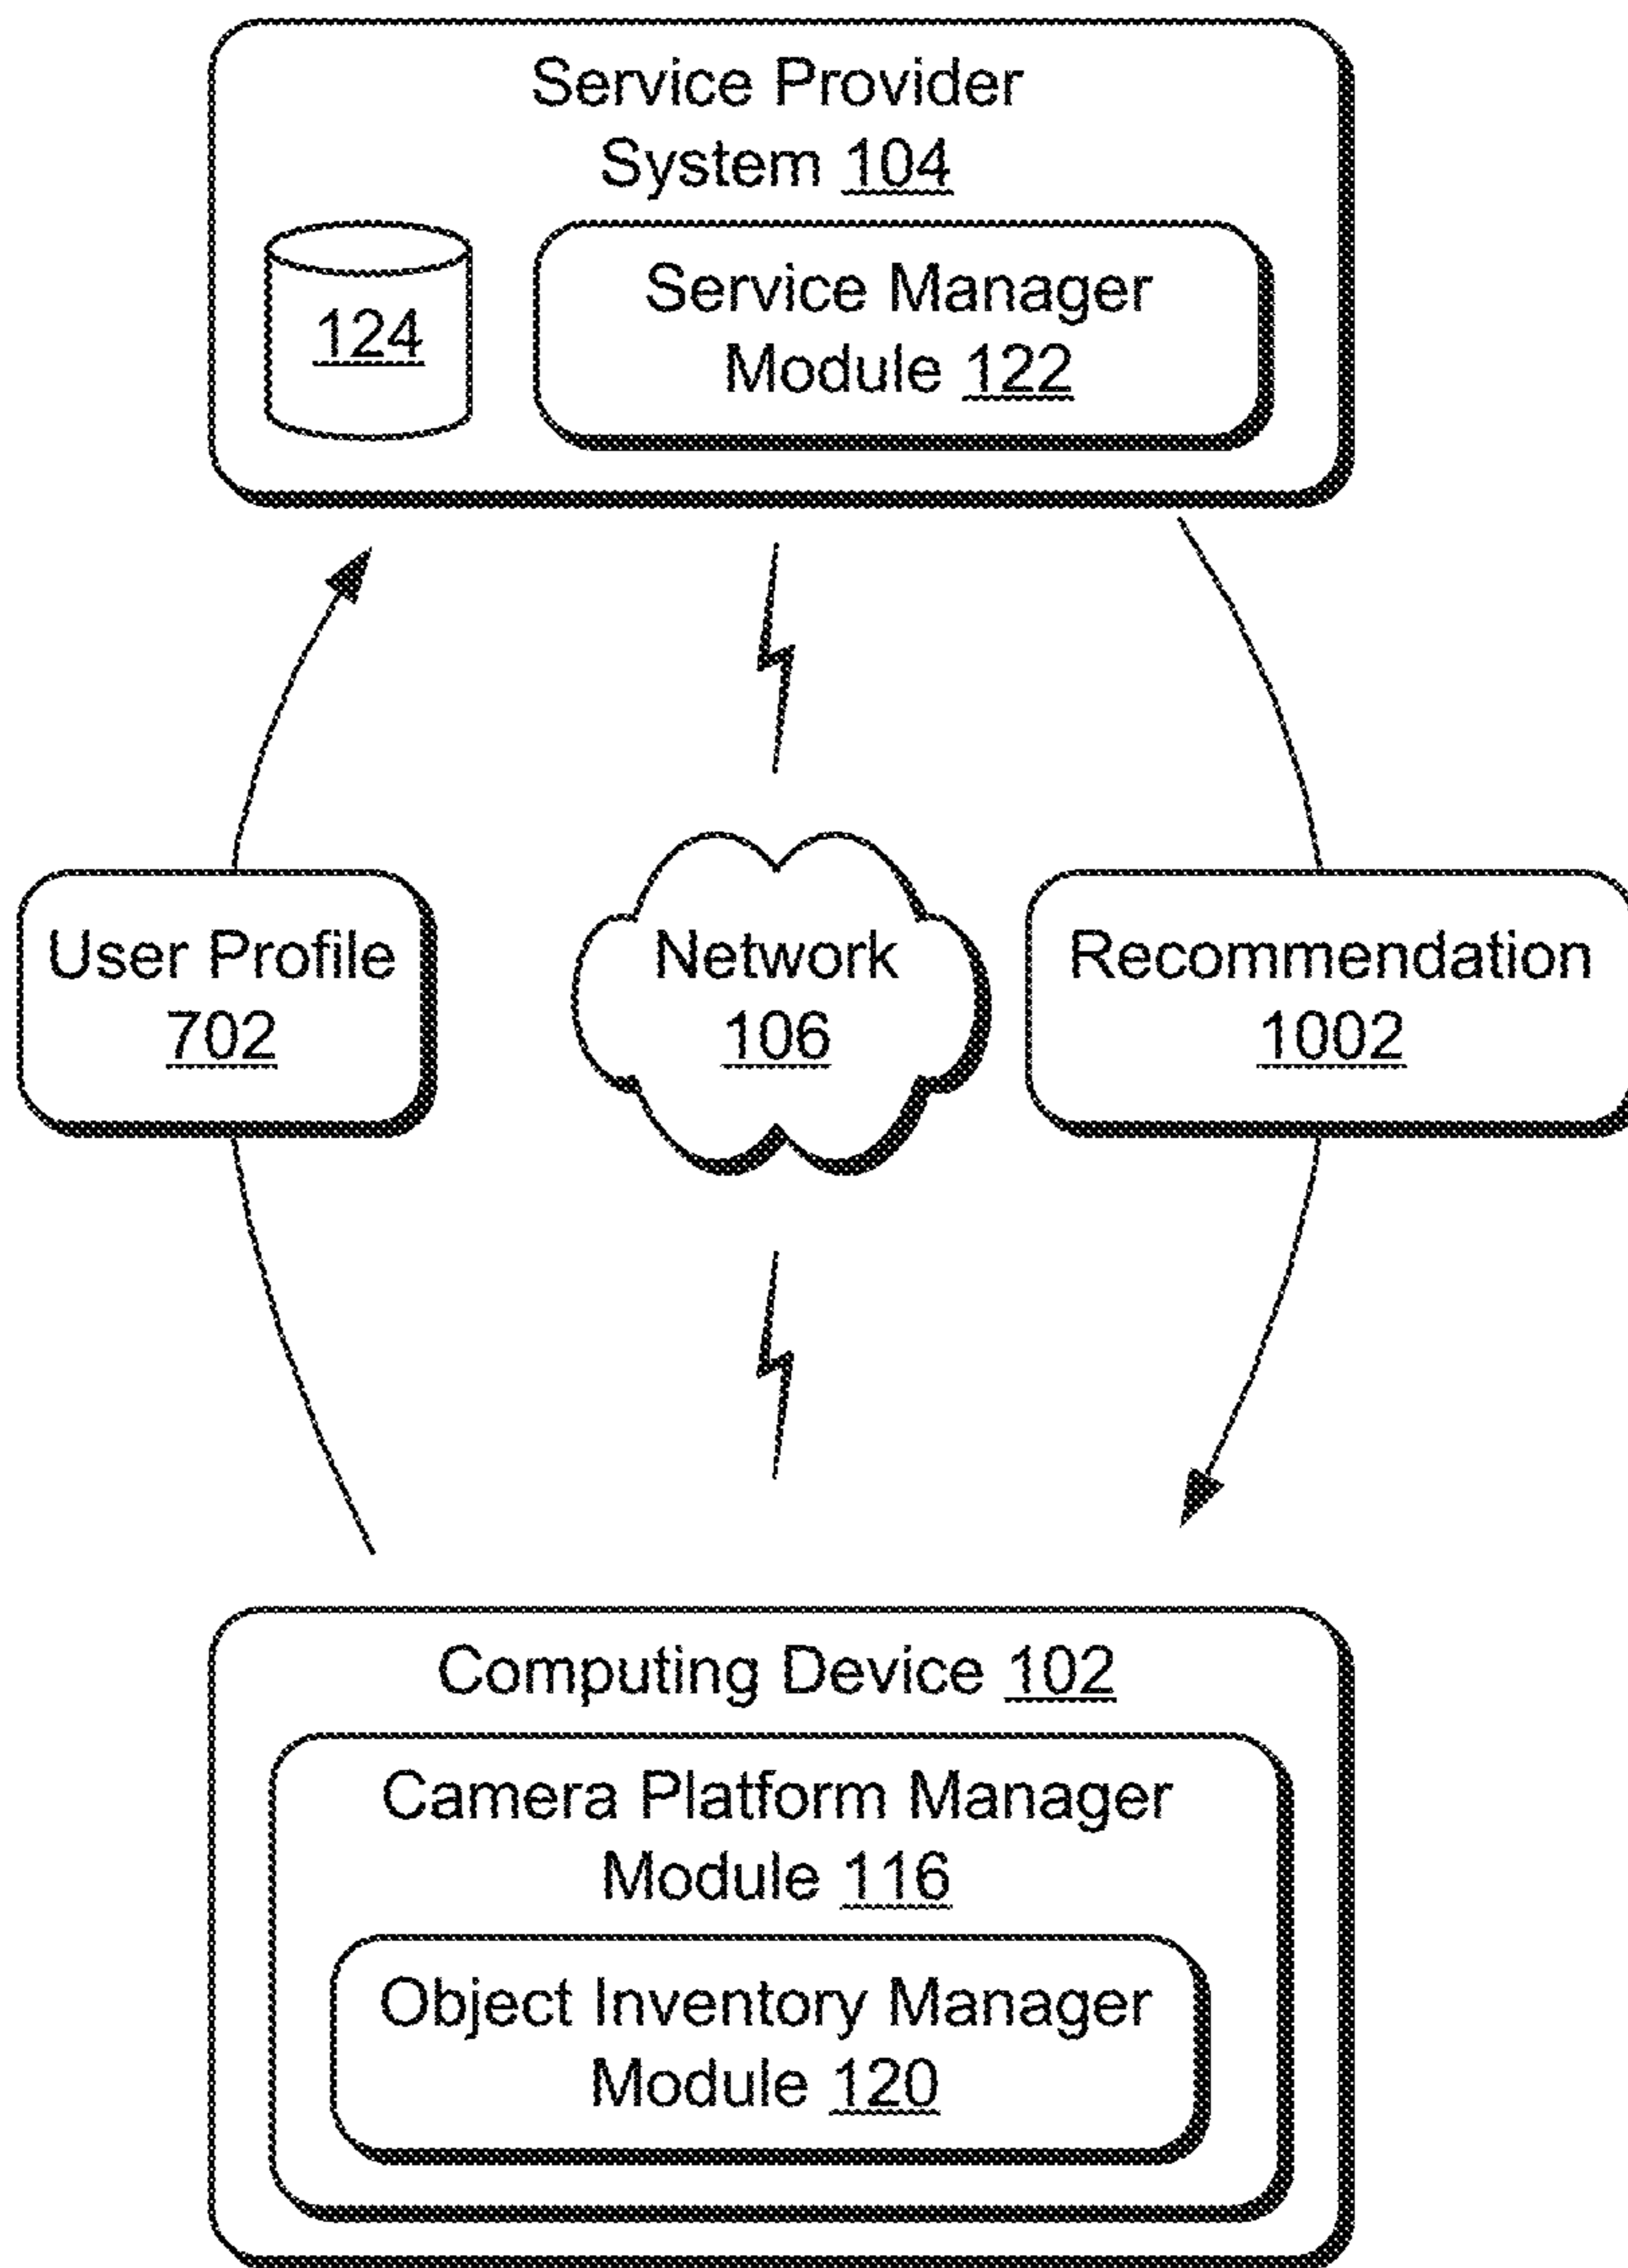 Service Provider
System 104
124
Service Manager
Module 122
User Profile
702
Network
106
Recommendation
1002
Computing Device 102
Camera Platform Manager
Module 116
Object Inventory Manager
Module 120